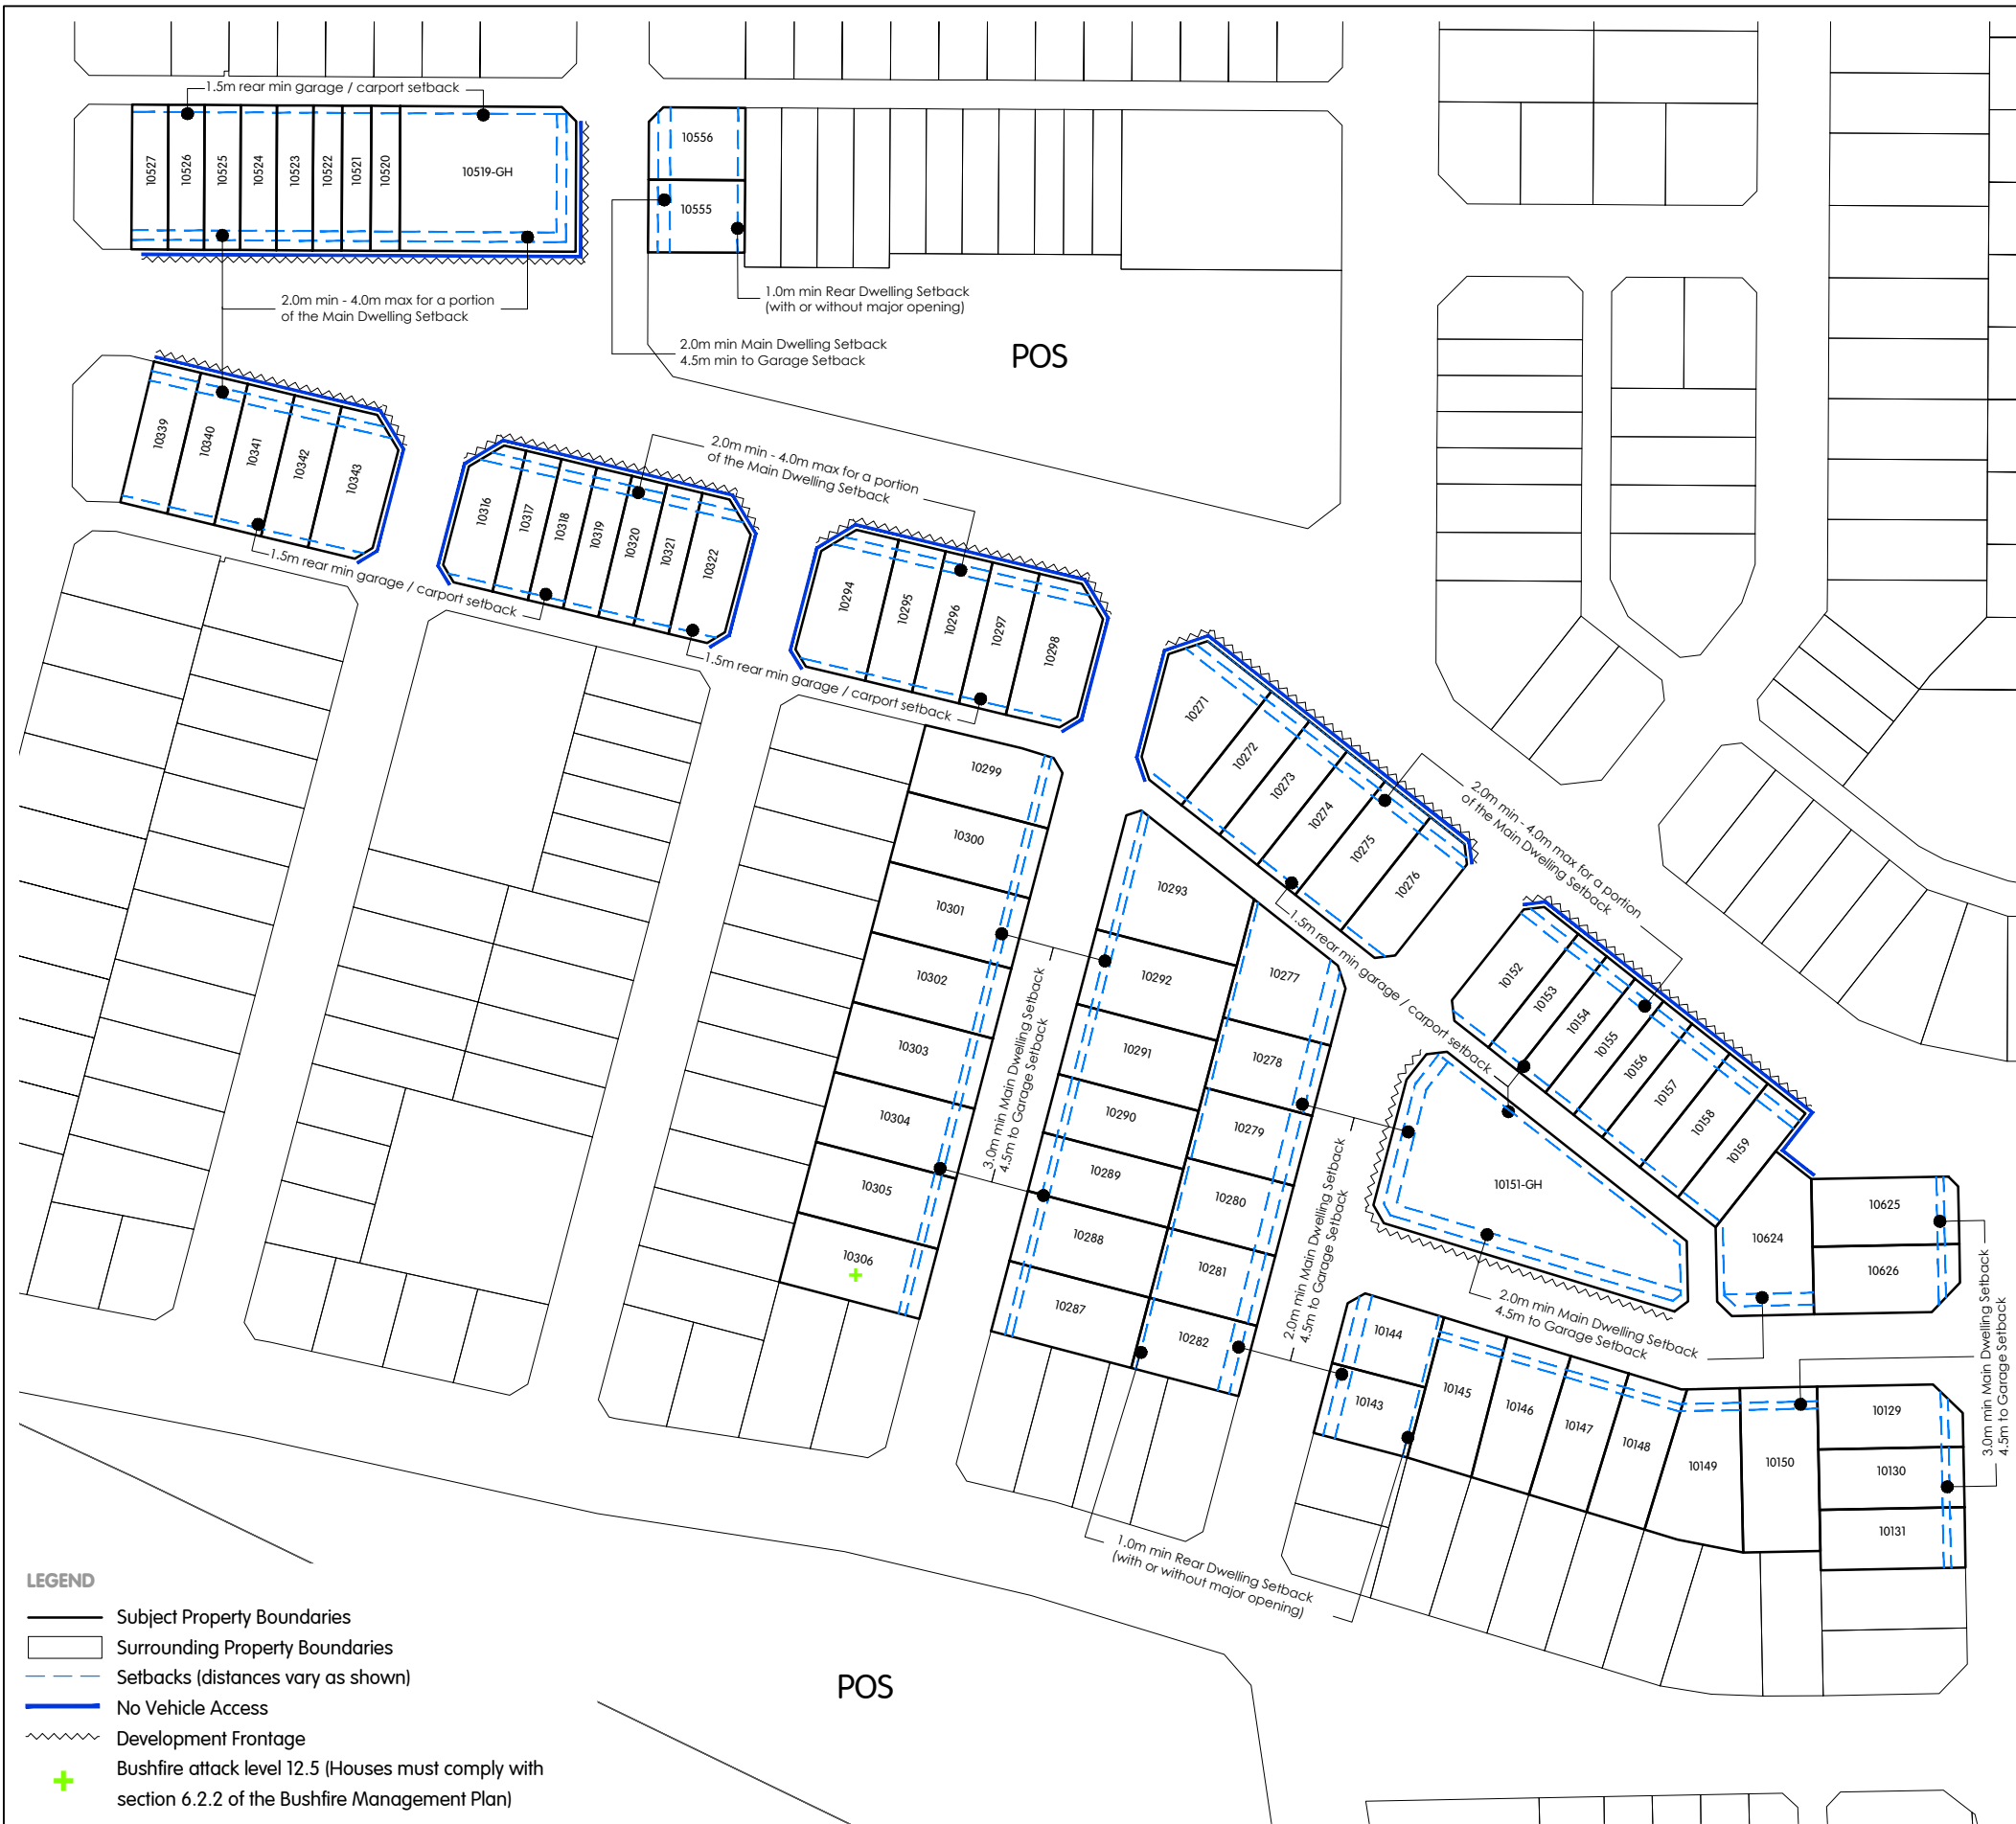 1.5m rear min garage / carport setback
10527
10526
10525
10524
10523
10522
10521
10520
10519-GH
10556
10555
2.0m min - 4.0m max for a portion
of the Main Dwelling Setback
1.0m min Rear Dwelling Setback
(with or without major opening)
2.0m min Main Dwelling Setback
4.5m min to Garage Setback
POS
10339
10340
10341
10342
10343
1.5m rear min garage / carport setback
10316
10317
10318
10319
10320
10321
10322
2.0m min - 4.0m max for a portion
of the Main Dwelling Setback
1.5m rear min garage / carport setback
10294
10295
10296
10297
10298
10271
10272
10273
10274
10275
10276
2.0m min - 4.0m max for a portion
of the Main Dwelling Setback
1.5m rear min garage / carport setback
10299
10300
10301
10302
10303
10304
10305
10306
3.0m min Main Dwelling Setback
4.5m to Garage Setback
10293
10292
10291
10290
10289
10288
10287
10277
10278
10279
10280
10281
10282
2.0m min Main Dwelling Setback
4.5m to Garage Setback
10152
10153
10154
10155
10156
10157
10158
10159
10151-GH
10624
10625
10626
2.0m min Main Dwelling Setback
4.5m to Garage Setback
3.0m min Main Dwelling Setback
4.5m to Garage Setback
10144
10143
10145
10146
10147
10148
10149
10150
10129
10130
10131
1.0m min Rear Dwelling Setback
(with or without major opening)
POS
LEGEND
Subject Property Boundaries
Surrounding Property Boundaries
Setbacks (distances vary as shown)
No Vehicle Access
Development Frontage
Bushfire attack level 12.5 (Houses must comply with
section 6.2.2 of the Bushfire Management Plan)